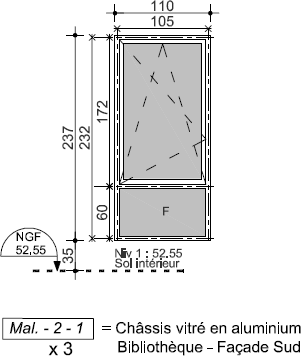 110
105
237
232
172
60
35
F
NGF
52,55
Niv 1 : 52.55
Sol intérieur
Mal. - 2 - 1
= Châssis vitré en aluminium
x 3
Bibliothèque - Façade Sud